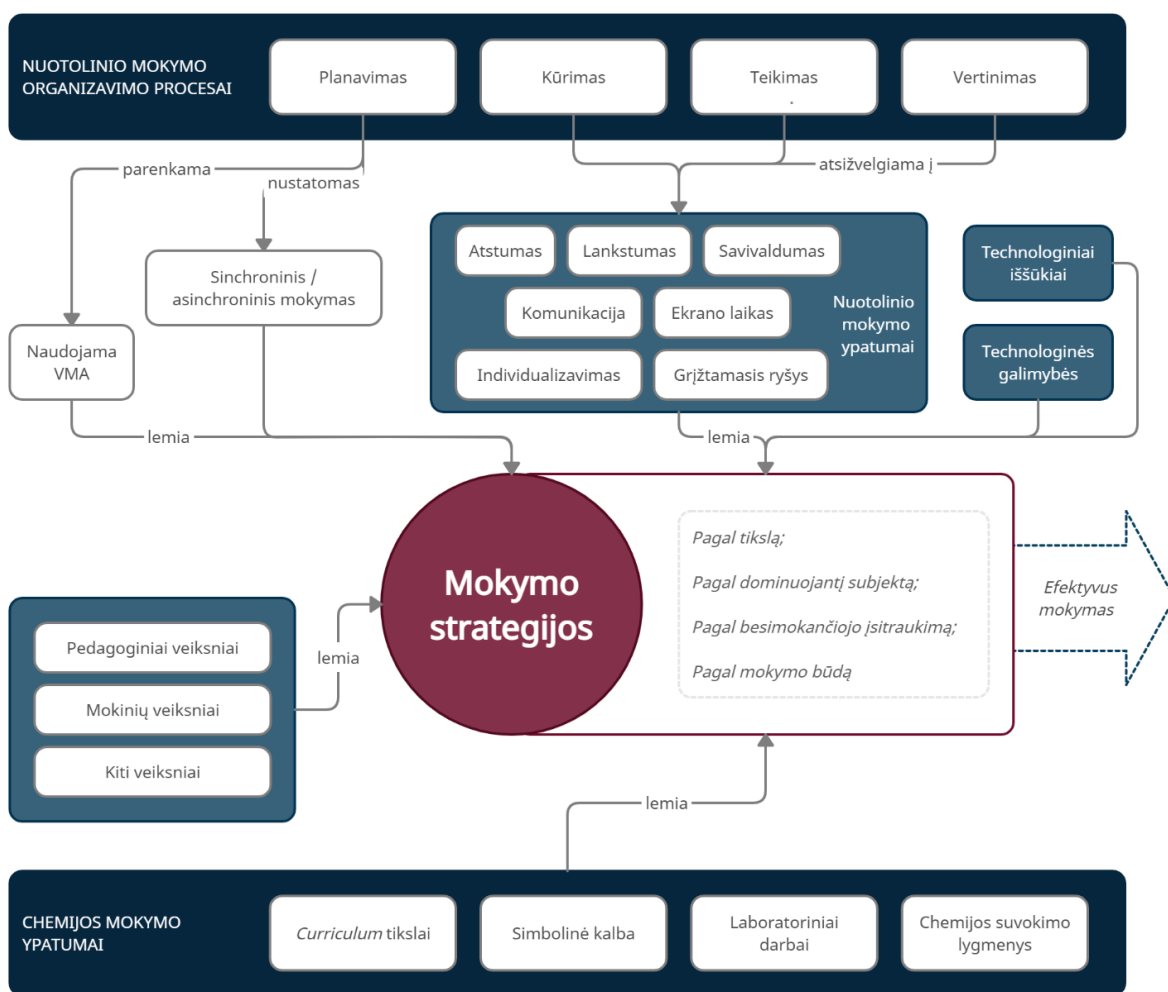 NUOTOLINIO MOKYMO
ORGANIZAVIMO PROCESAI
Planavimas
Kūrimas
Teikimas
.
Vertinimas
parenkama
nustatomas
atsižvelgiama į
Sinchroninis /
asinchroninis mokymas
Naudojama
VMA
Atstumas
Lankstumas
Savivaldumas
Komunikacija
Ekrano laikas
Individualizavimas
Grįžtamasis ryšys
Nuotolinio
mokymo
ypatumai
Technologiniai
iššūkiai
Technologinės
galimybės
lemia
lemia
Mokymo
strategijos
Pagal tikslą;
Pagal dominuojantį subjektą;
Pagal besimokančiojo įsitraukimą;
Pagal mokymo būdą
Efektyvus
mokymas
Pedagoginiai veiksniai
Mokinių veiksniai
Kiti veiksniai
lemia
lemia
CHEMIJOS MOKYMO
YPATUMAI
Curriculum tikslai
Simbolinė kalba
Laboratoriniai
darbai
Chemijos suvokimo
lygmenys